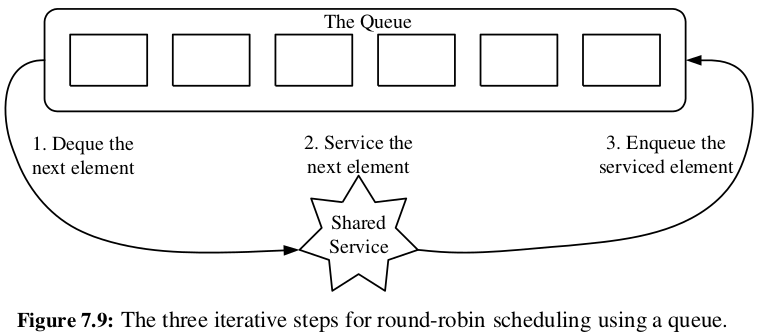 The Queue
1. Deque the
next element
2. Service the
next element
3. Enqueue the
serviced element
Shared
Service
Figure 7.9: The three iterative steps for round-robin scheduling using a queue.